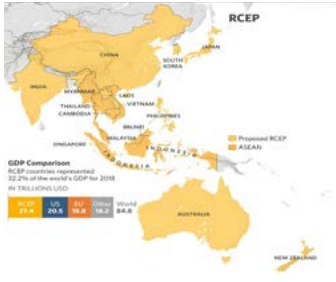 RCEP
CHINA
JAPAN
SOUTH
KOREA
INDIA
MYANMAR
LAOS
THAILAND
VIETNAM
CAMBODIA
PHILIPPINES
BRUNEI
MALAYSIA
SINGAPORE
INDONESIA
Proposed RCEP
ASEAN
GDP Comparison
RCEP countries represented
32.2% of the world's GDP for 2018
IN TRILLIONS USD
RCEP US EU Other World
27.4 20.5 18.8 18.2 84.8
AUSTRALIA
NEW ZEALAND